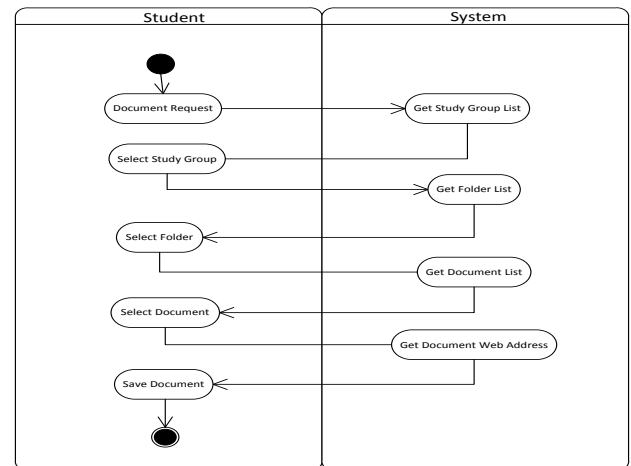 Student
System
Document Request
Get Study Group List
Select Study Group
Get Folder List
Select Folder
Get Document List
Select Document
Get Document Web Address
Save Document